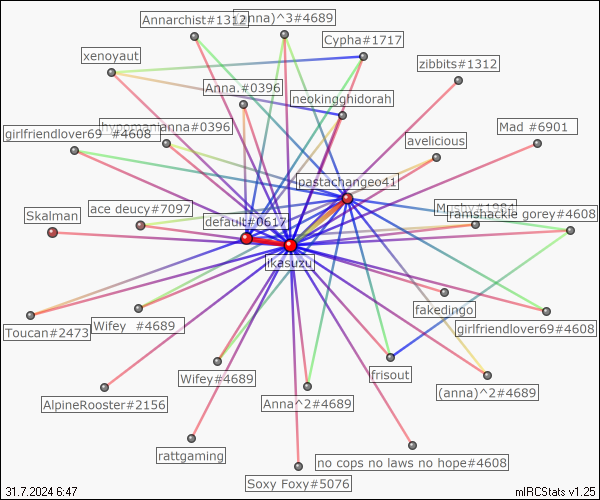 Annarchist#1312
(anna)^3#4689
Cypha#1717
xenoyaut
zibbits#1312
Anna.#0396
neokingghidorah
hypomanianna#0396
girlfriendlover69 #4608
Mad #6901
avelicious
pastachangeo41
ace deucy#7097
Mushy#1984
ramshackle gorey#4608
Skalman
default#0617
ikasuzu
fakedingo
Toucan#2473
Wifey #4689
girlfriendlover69#4608
frisout
Wifey#4689
(anna)^2#4689
AlpineRooster#2156
Anna^2#4689
rattgaming
no cops no laws no hope#4608
Soxy Foxy#5076
31.7.2024 6:47
mIRCStats v1.25